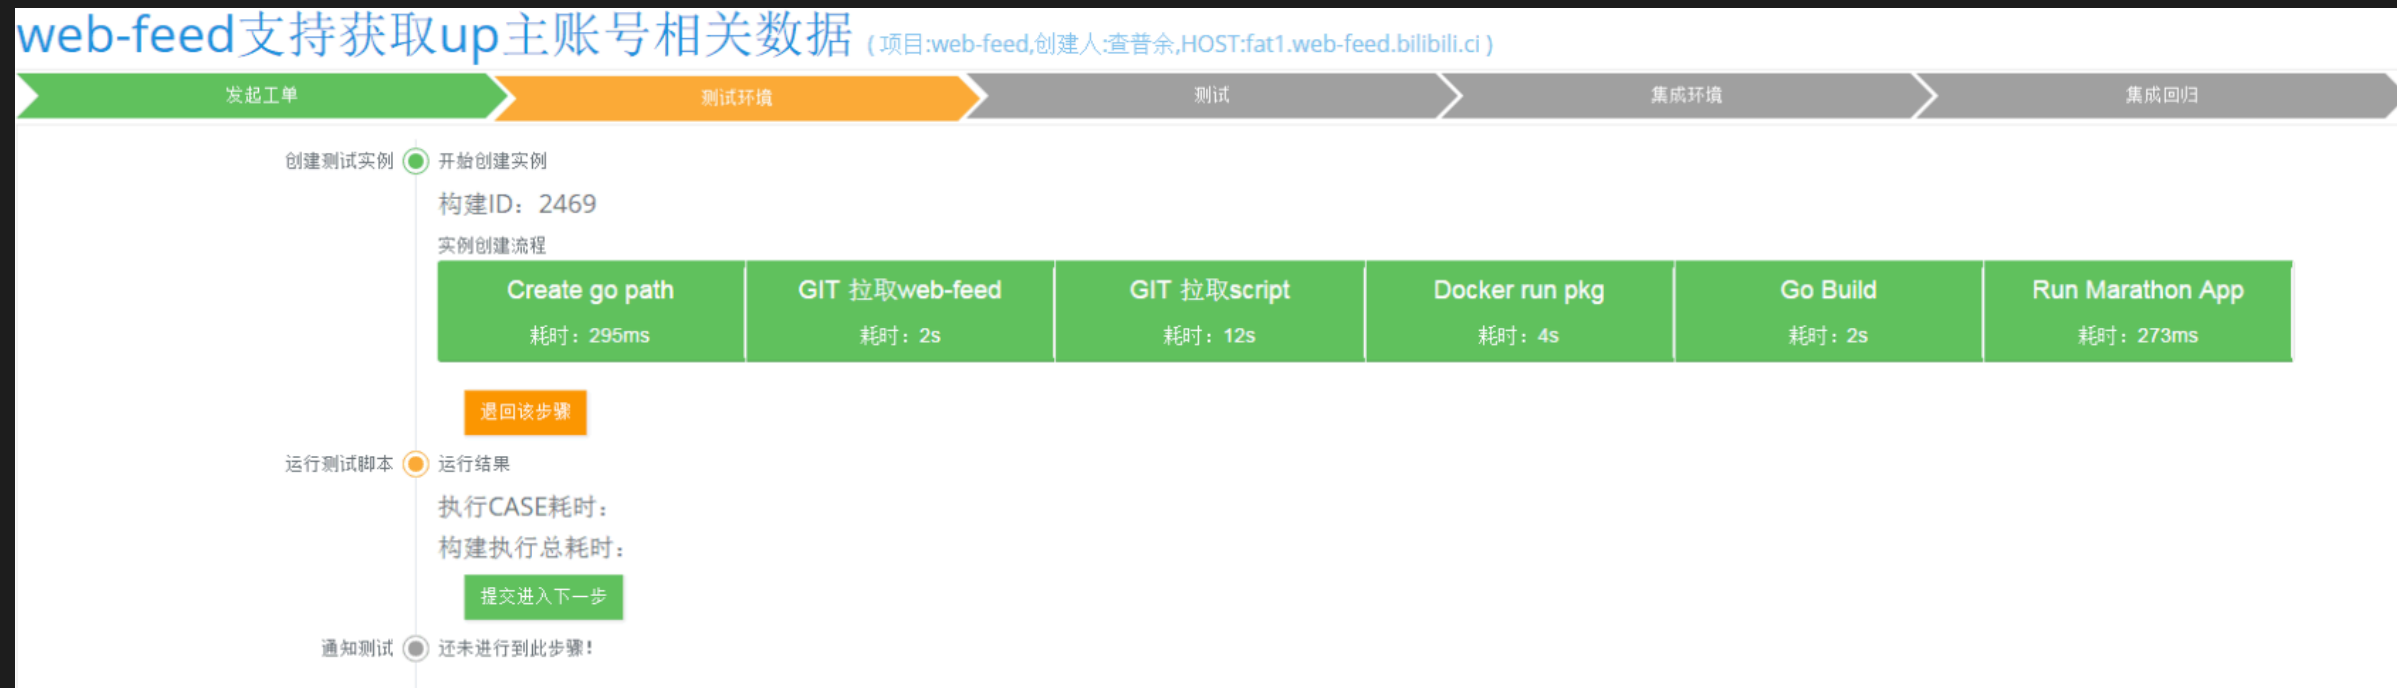 web-feed支持获取up主账号相关数据 ( 项目:web-feed,创建人:查普余,HOST:fat1.web-feed.bilibili.ci )
发起工单 测试环境 测试 集成环境 集成回归
创建测试实例 开始创建实例
构建ID：2469
实例创建流程
Create go path GIT 拉取web-feed GIT 拉取script Docker run pkg Go Build Run Marathon App
耗时：295ms 耗时：2s 耗时：12s 耗时：4s 耗时：2s 耗时：273ms
退回该步骤
运行测试脚本 运行结果
执行CASE耗时：
构建执行总耗时：
提交进入下一步
通知测试 还未进行到此步骤！